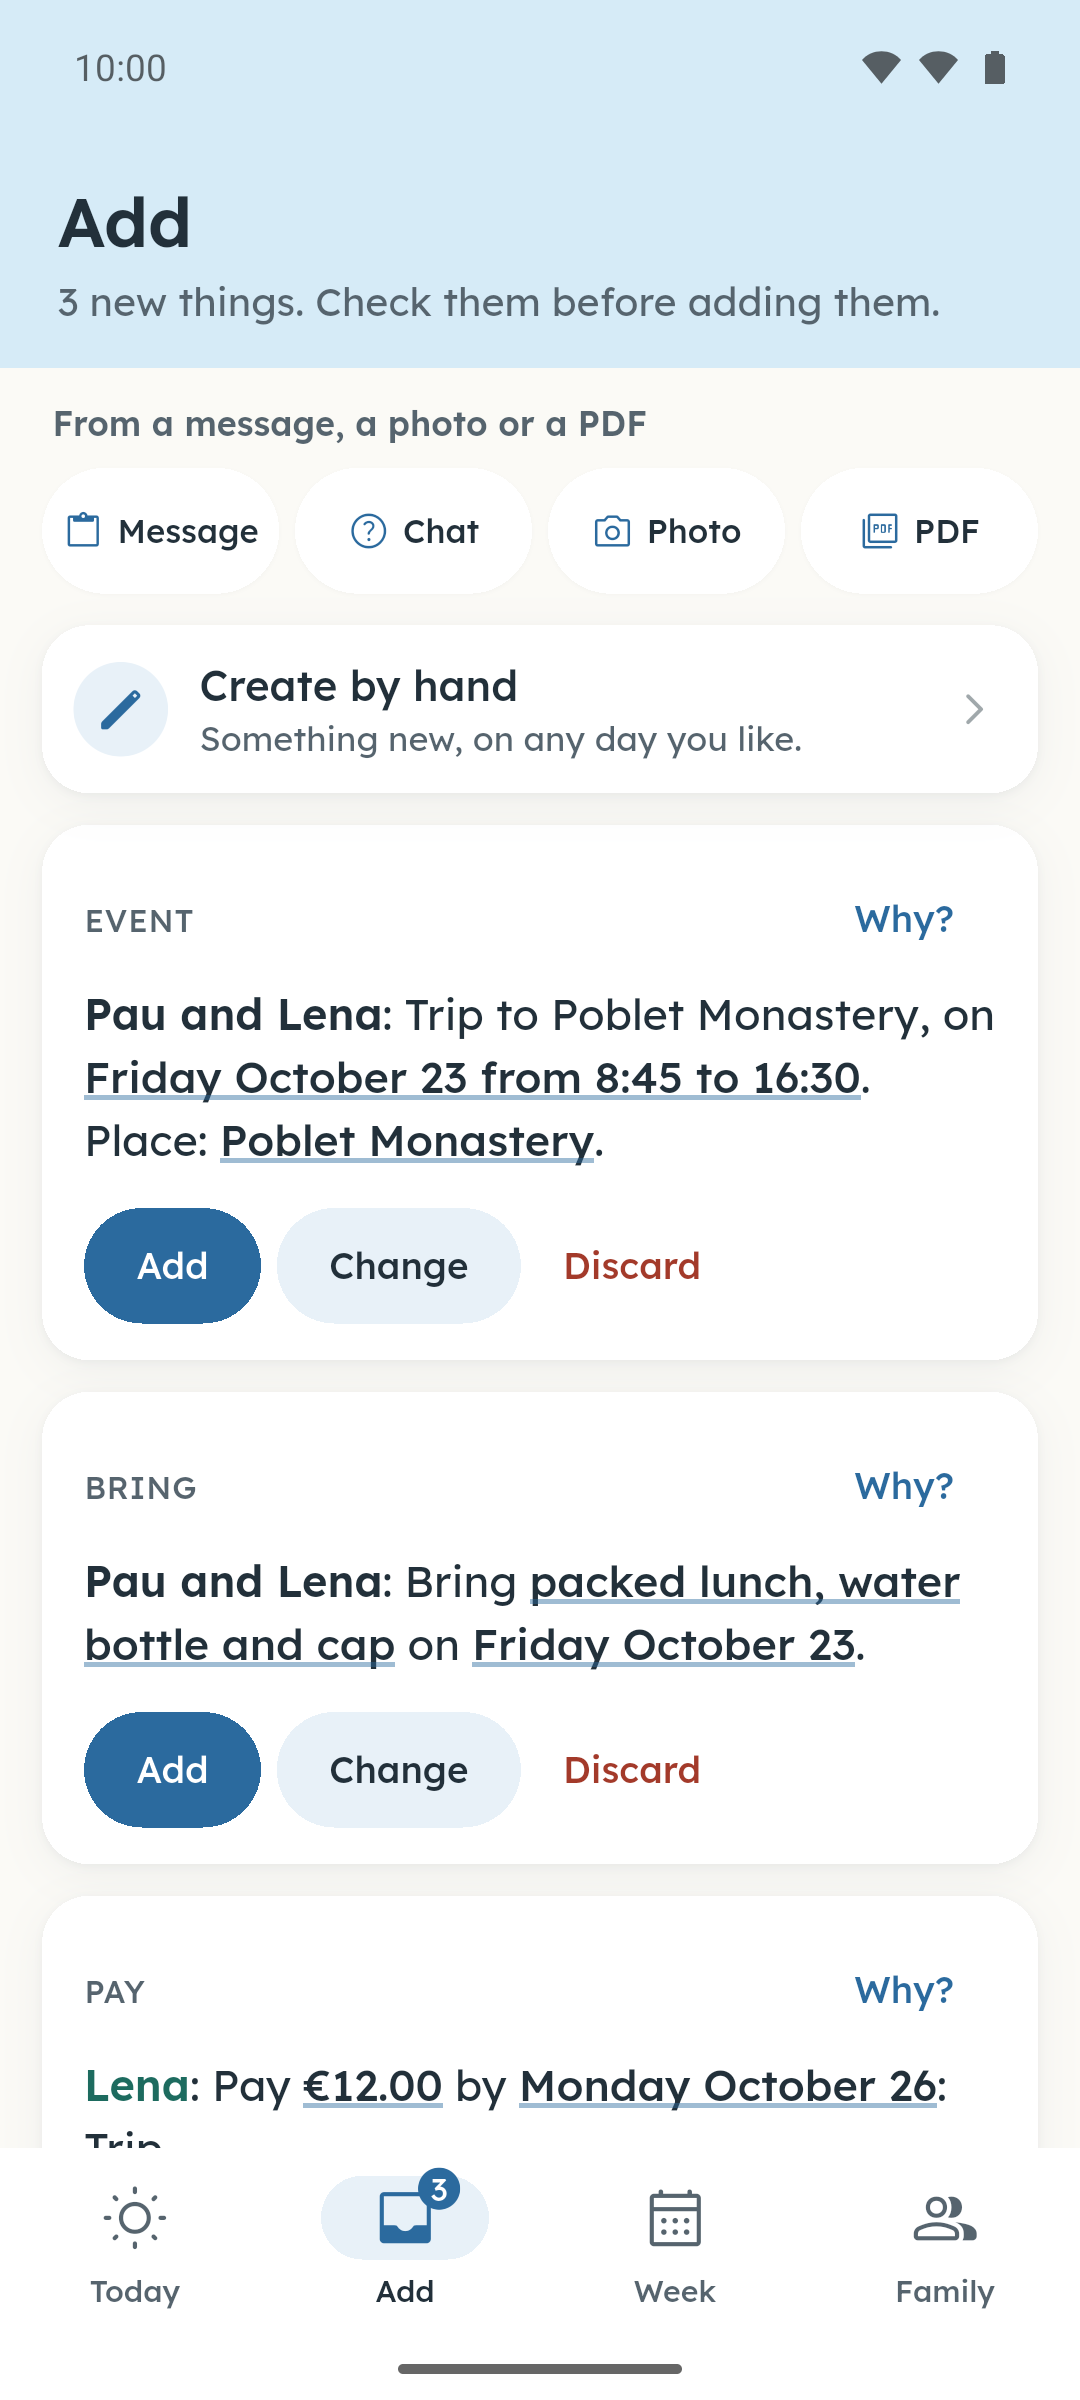 10:00
Add
3 new things. Check them before adding them.
From a message, a photo or a PDF
Message
Chat
Photo
PDF
PDF
Create by hand
Something new, on any day you like.
EVENT
Why?
Pau and Lena: Trip to Poblet Monastery, on
Friday October 23 from 8:45 to 16:30.
Place: Poblet Monastery.
Add
Change
Discard
BRING
Why?
Pau and Lena: Bring packed lunch, water
bottle and cap on Friday October 23.
Add
Change
Discard
PAY
Why?
Lena: Pay €12.00 by Monday October 26:
Trip
3
Today
Add
Week
Family